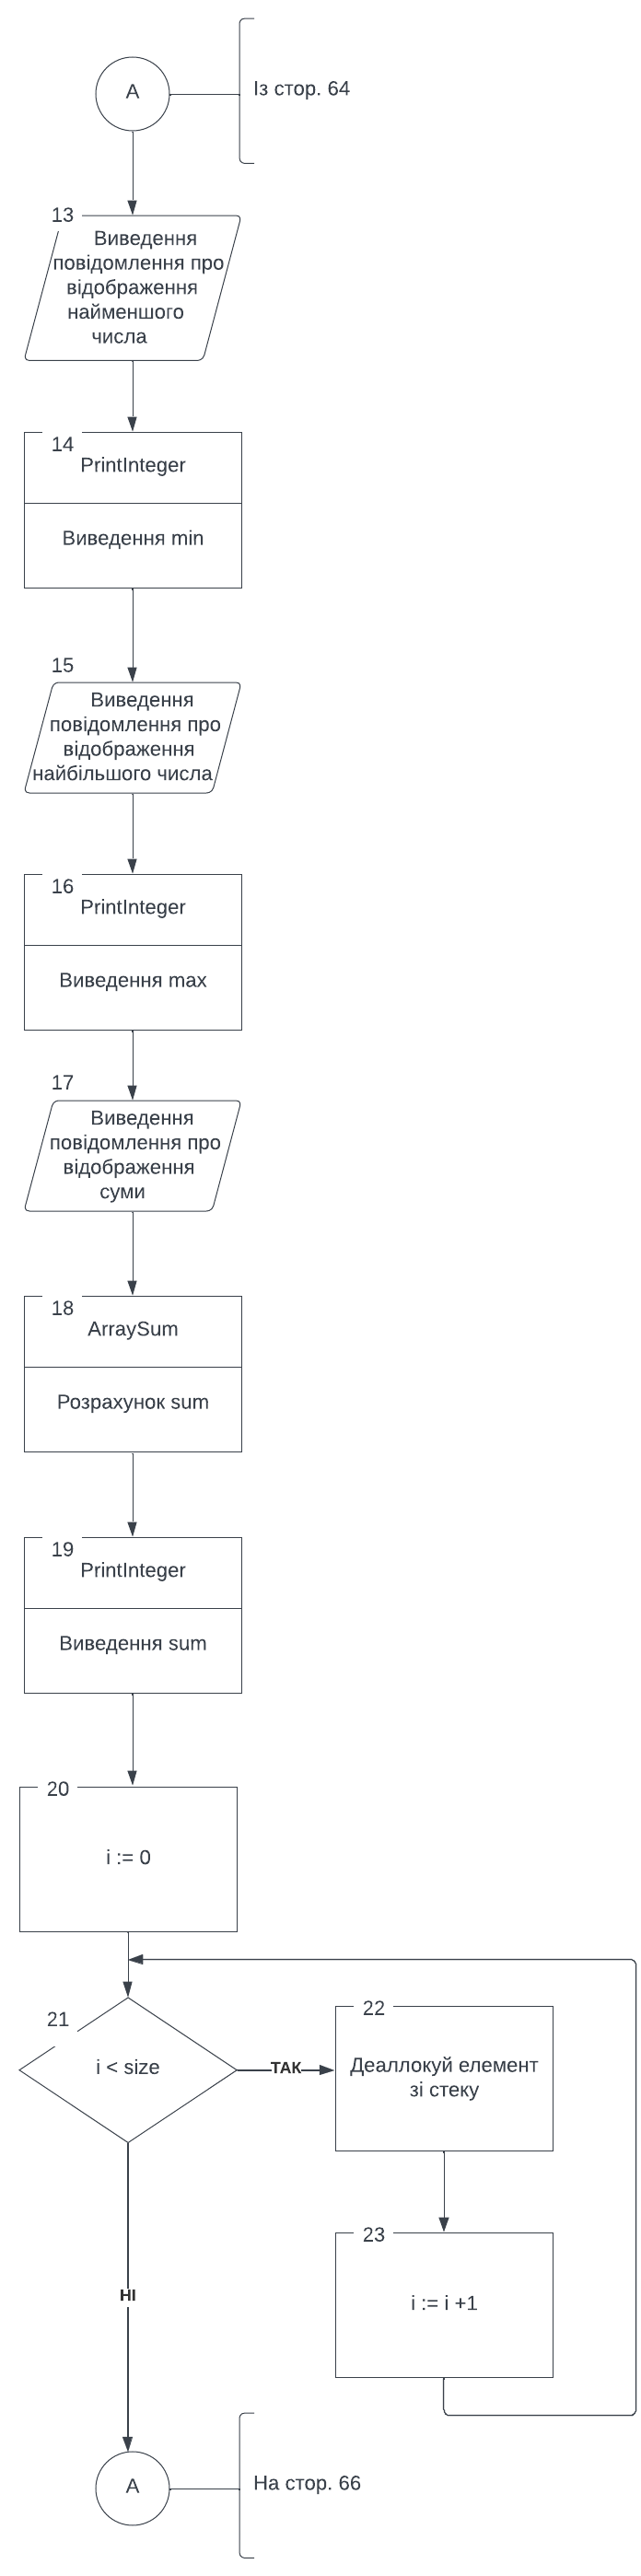 А
Із стор. 64
13
Виведення
повідомлення про
відображення
найменшого
числа
14
PrintInteger
Виведення min
15
Виведення
повідомлення про
відображення
найбільшого числа
16
PrintInteger
Виведення max
17
Виведення
повідомлення про
відображення
суми
18
ArraySum
Розрахунок sum
19
PrintInteger
Виведення sum
20
i := 0
21
i < size
ТАК
22
Деаллокуй елемент
зі стеку
23
i := i +1
НІ
А
На стор. 66